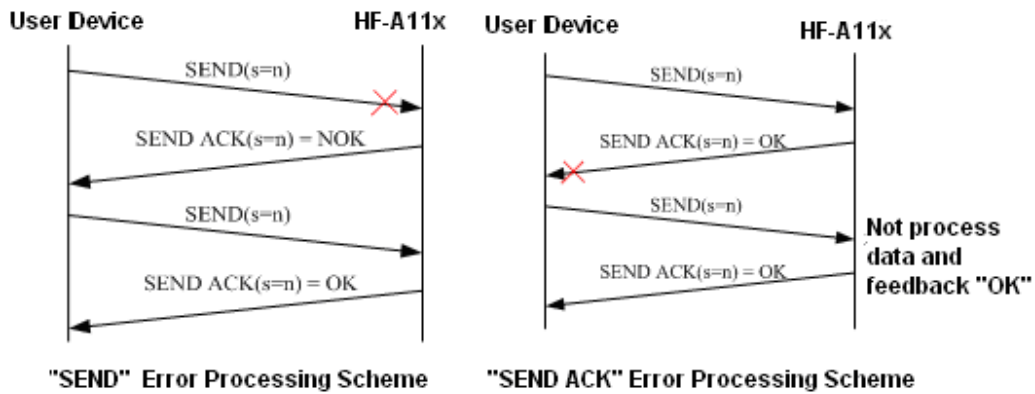 User Device
HF-A11x
SEND(s=n)
SEND ACK(s=n) = NOK
SEND(s=n)
SEND ACK(s=n) = OK
"SEND" Error Processing Scheme
User Device
HF-A11x
SEND(s=n)
SEND ACK(s=n) = OK
SEND(s=n)
SEND ACK(s=n) = OK
Not process
data and
feedback "OK"
"SEND ACK" Error Processing Scheme